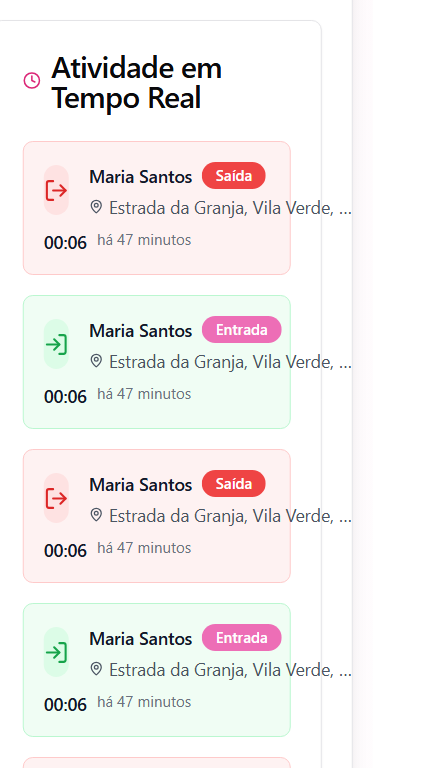 Atividade em
Tempo Real
Maria Santos Saída
Estrada da Granja, Vila Verde, ...
00:06 há 47 minutos
Maria Santos Entrada
Estrada da Granja, Vila Verde, ...
00:06 há 47 minutos
Maria Santos Saída
Estrada da Granja, Vila Verde, ...
00:06 há 47 minutos
Maria Santos Entrada
Estrada da Granja, Vila Verde, ...
00:06 há 47 minutos